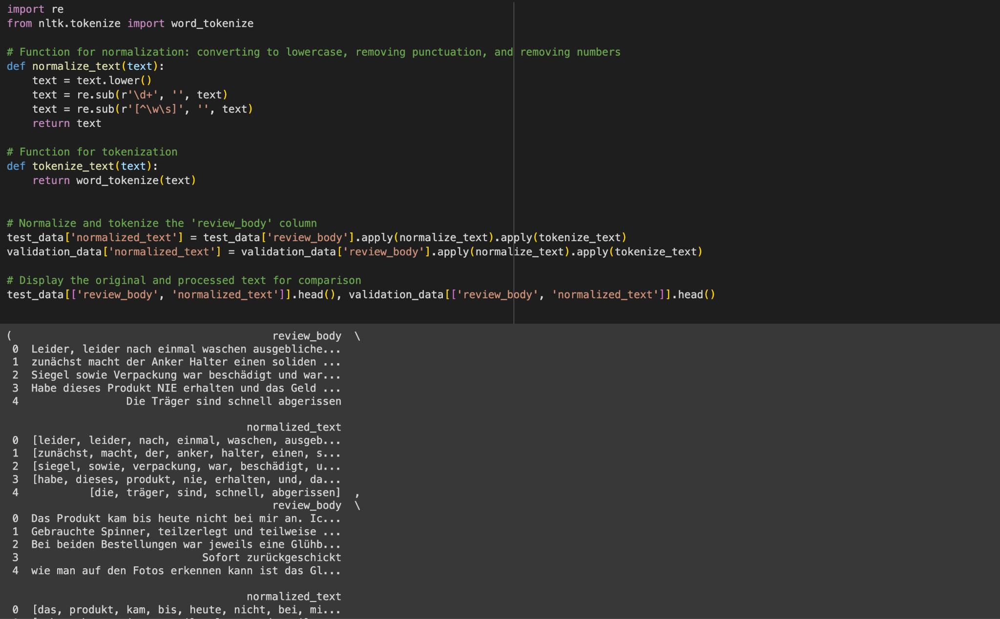 import re
from nltk.tokenize import word_tokenize
# Function for normalization: converting to lowercase, removing punctuation, and removing numbers
def normalize_text(text):
    text = text.lower()
    text = re.sub(r'\d+', '', text)
    text = re.sub(r'[^\w\s]', '', text)
    return text
# Function for tokenization
def tokenize_text(text):
    return word_tokenize(text)
# Normalize and tokenize the 'review_body' column
test_data['normalized_text'] = test_data['review_body'].apply(normalize_text).apply(tokenize_text)
validation_data['normalized_text'] = validation_data['review_body'].apply(normalize_text).apply(tokenize_text)
# Display the original and processed text for comparison
test_data[['review_body', 'normalized_text']].head(), validation_data[['review_body', 'normalized_text']].head()
( review_body \
0 Leider, leider nach einmal waschen ausgebliche...
1 zunächst macht der Anker Halter einen soliden ...
2 Siegel sowie Verpackung war beschädigt und war...
3 Habe dieses Produkt NIE erhalten und das Geld ...
4 Die Träger sind schnell abgerissen
normalized_text
0 [leider, leider, nach, einmal, waschen, ausgeb...
1 [zunächst, macht, der, anker, halter, einen, s...
2 [siegel, sowie, verpackung, war, beschädigt, u...
3 [habe, dieses, produkt, nie, erhalten, und, da...
4 [die, träger, sind, schnell, abgerissen] ,
review_body \
0 Das Produkt kam bis heute nicht bei mir an. Ic...
1 Gebrauchte Spinner, teilzerlegt und teilweise ...
2 Bei beiden Bestellungen war jeweils eine Glühb...
3 Sofort zurückgeschickt
4 wie man auf den Fotos erkennen kann ist das Gl...
normalized_text
0 [das, produkt, kam, bis, heute, nicht, bei, mi...